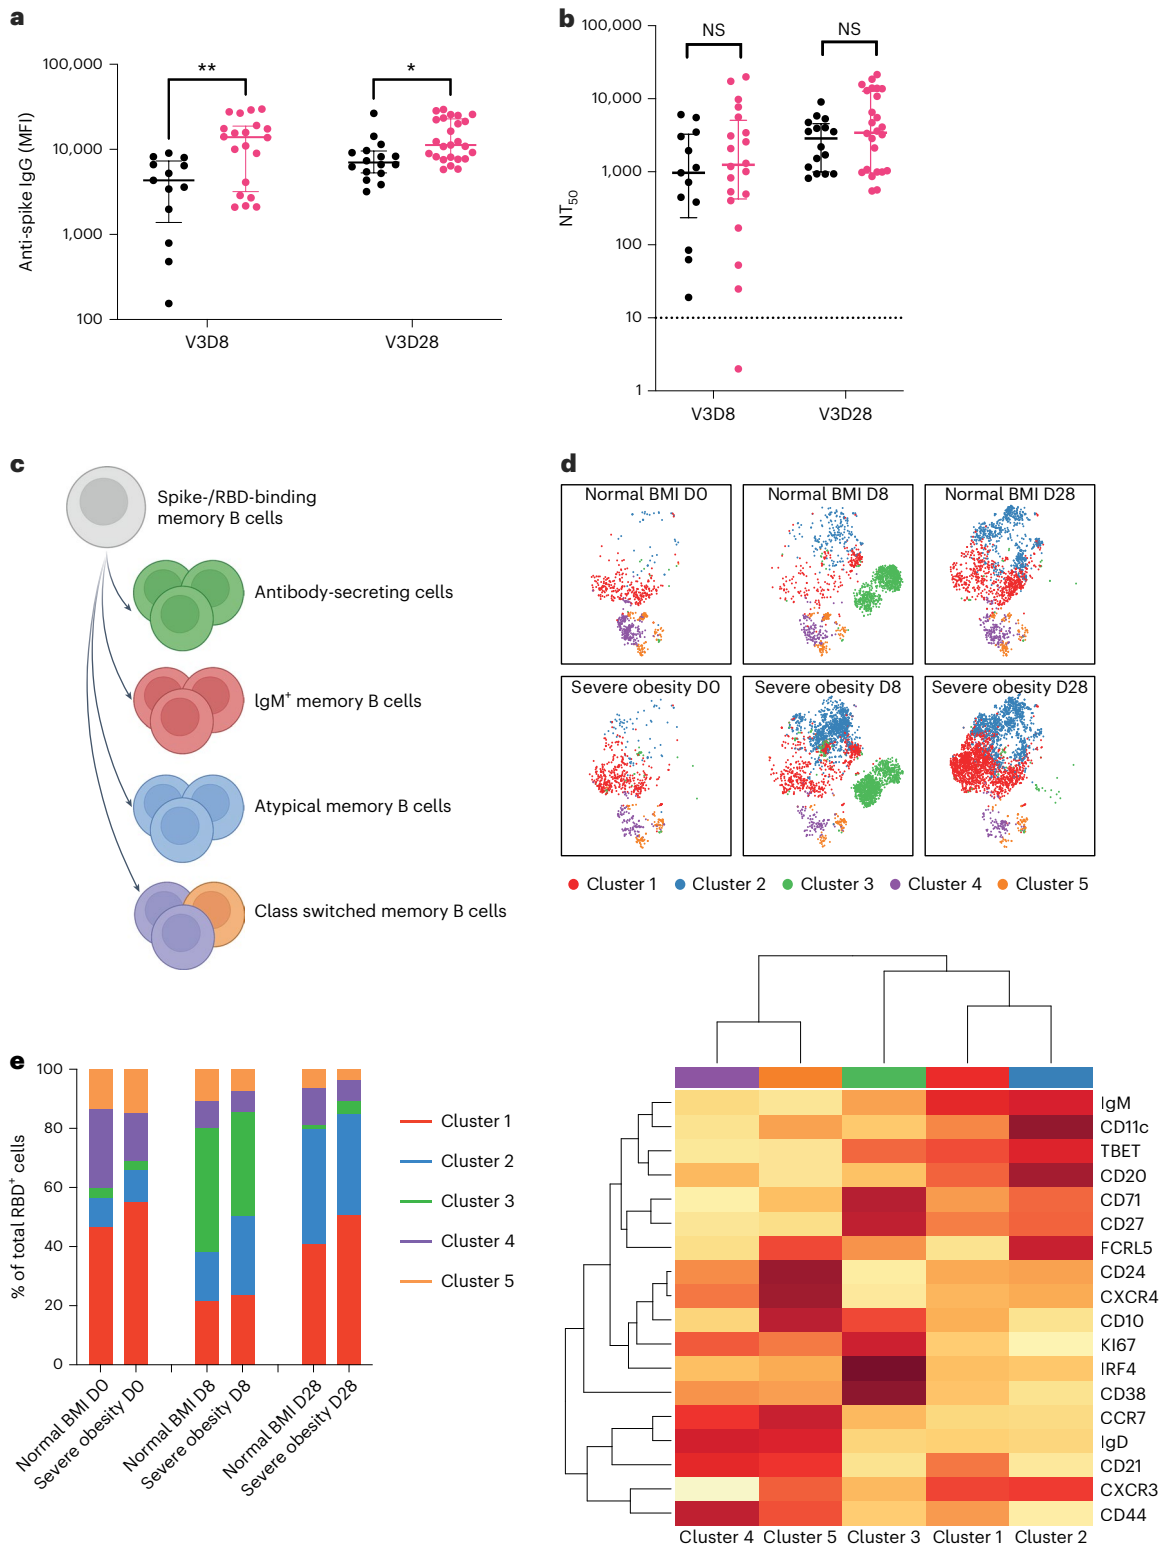 a
100,000
10,000
1,000
100
Anti-spike IgG (MFI)
**
*
V3D8
V3D28
b
100,000
10,000
1,000
100
10
1
NT50
NS
NS
V3D8
V3D28
c
Spike-/RBD-binding
memory B cells
Antibody-secreting cells
IgM+ memory B cells
Atypical memory B cells
Class switched memory B cells
d
Normal BMI D0
Normal BMI D8
Normal BMI D28
Severe obesity D0
Severe obesity D8
Severe obesity D28
Cluster 1
Cluster 2
Cluster 3
Cluster 4
Cluster 5
e
100
80
60
40
20
0
% of total RBD+ cells
Normal BMI D0
Severe obesity D0
Normal BMI D8
Severe obesity D8
Normal BMI D28
Severe obesity D28
Cluster 1
Cluster 2
Cluster 3
Cluster 4
Cluster 5
IgM
CD11c
TBET
CD20
CD71
CD27
FCRL5
CD24
CXCR4
CD10
KI67
IRF4
CD38
CCR7
IgD
CD21
CXCR3
CD44
Cluster 4
Cluster 5
Cluster 3
Cluster 1
Cluster 2